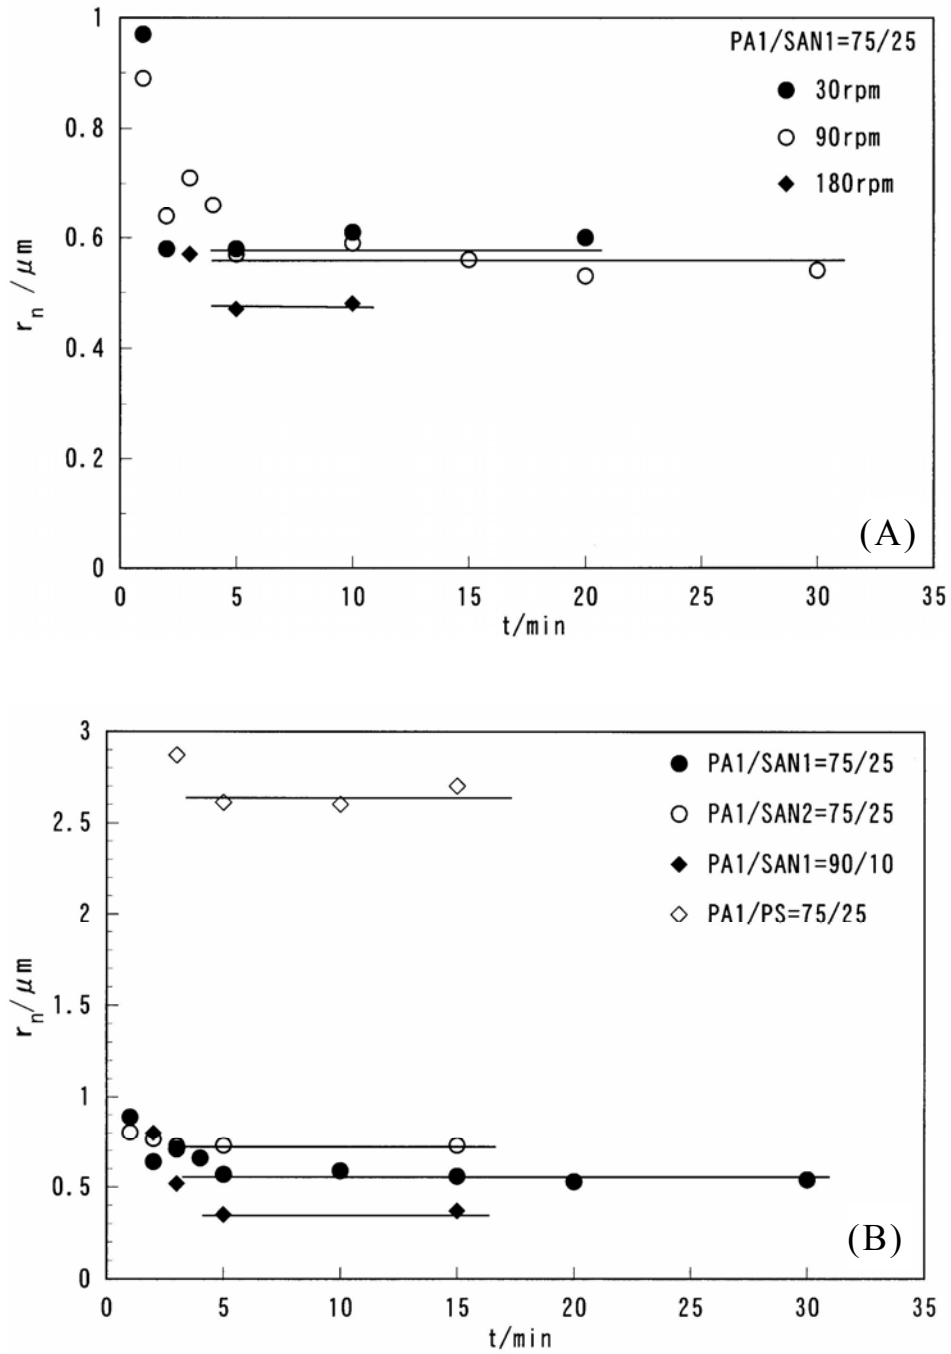 1
PA1/SAN1=75/25
30rpm
0.8
90rpm
180rpm
0.6
rn /μm
0.4
0.2
(A)
0
0 5 10 15 20 25 30 35
t/min
3
PA1/SAN1=75/25
PA1/SAN2=75/25
2.5
PA1/SAN1=90/10
2
PA1/PS=75/25
rn/μm
1.5
1
0.5
(B)
0
0 5 10 15 20 25 30 35
t/min